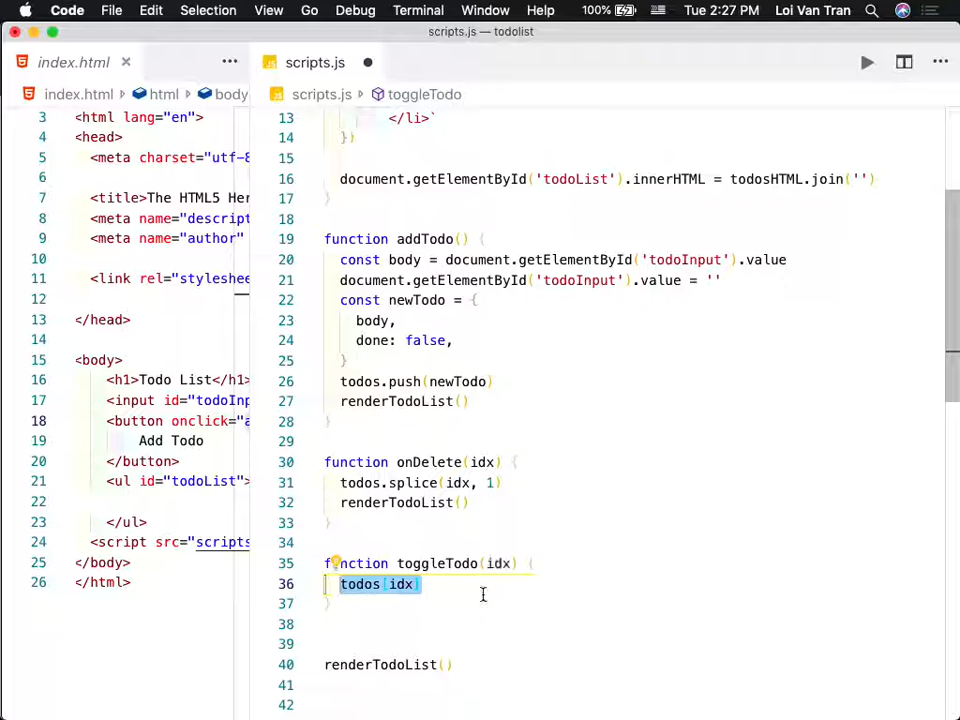 Code File Edit Selection View Go Debug Terminal Window Help 100% Tue 2:27 PM Loi Van Tran
scripts.js — todolist
index.html
scripts.js
index.html html body
scripts.js toggleTodo
3 <html lang="en">
4 <head>
5 <meta charset="utf-8
6
7 <title>The HTML5 Her
8 <meta name="descrip
9 <meta name="author"
10
11 <link rel="styleshee
12
13 </head>
14
15 <body>
16 <h1>Todo List</h1>
17 <input id="todoInp
18 <button onclick="a
19 Add Todo
20 </button>
21 <ul id="todoList">
22
23 </ul>
24 <script src="scripts
25 </body>
26 </html>
13 </li>`
14 })
15
16 document.getElementById('todoList').innerHTML = todosHTML.join('')
17 }
18
19 function addTodo() {
20 const body = document.getElementById('todoInput').value
21 document.getElementById('todoInput').value = ''
22 const newTodo = {
23 body,
24 done: false,
25 }
26 todos.push(newTodo)
27 renderTodoList()
28 }
29
30 function onDelete(idx) {
31 todos.splice(idx, 1)
32 renderTodoList()
33 }
34
35 function toggleTodo(idx) {
36 todos[idx]
37 }
38
39
40 renderTodoList()
41
42